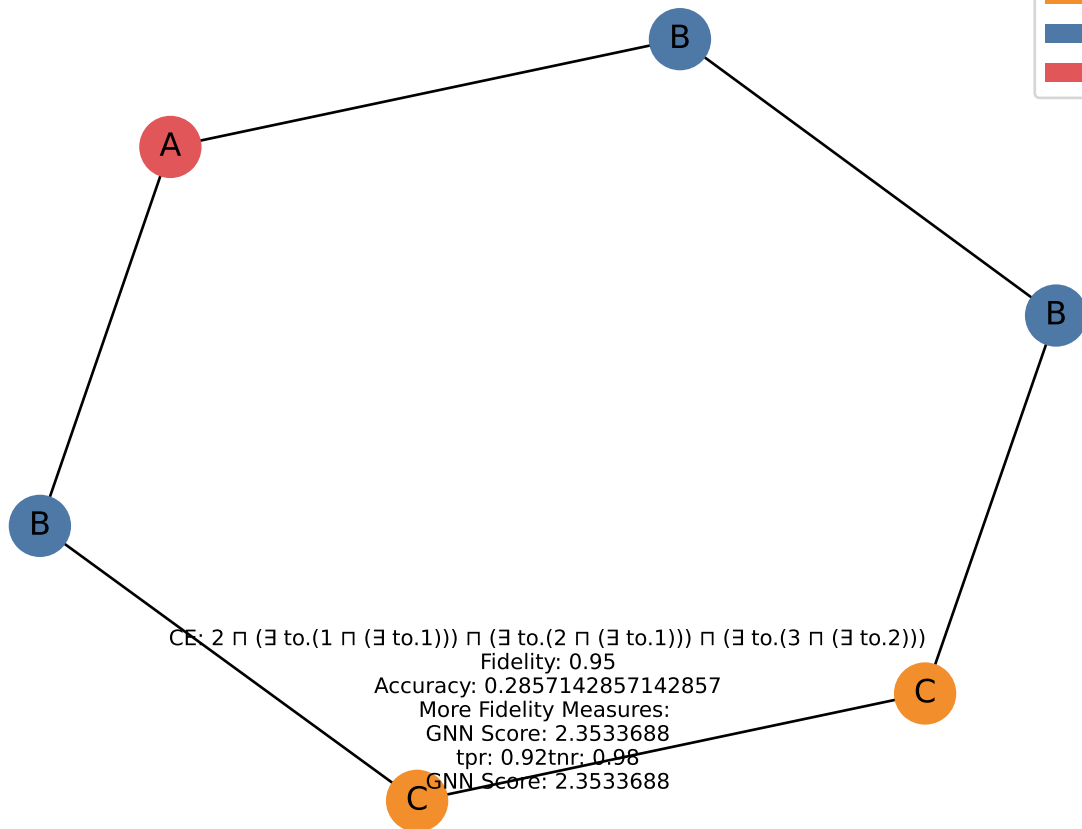 B
A
B
B
CE: 2 ⊓ (∃ to.(1 ⊓ (∃ to.1))) ⊓ (∃ to.(2 ⊓ (∃ to.1))) ⊓ (∃ to.(3 ⊓ (∃ to.2)))
Fidelity: 0.95
Accuracy: 0.2857142857142857
C
More Fidelity Measures:
GNN Score: 2.3533688
tpr: 0.92tnr: 0.98
GNN Score: 2.3533688
C